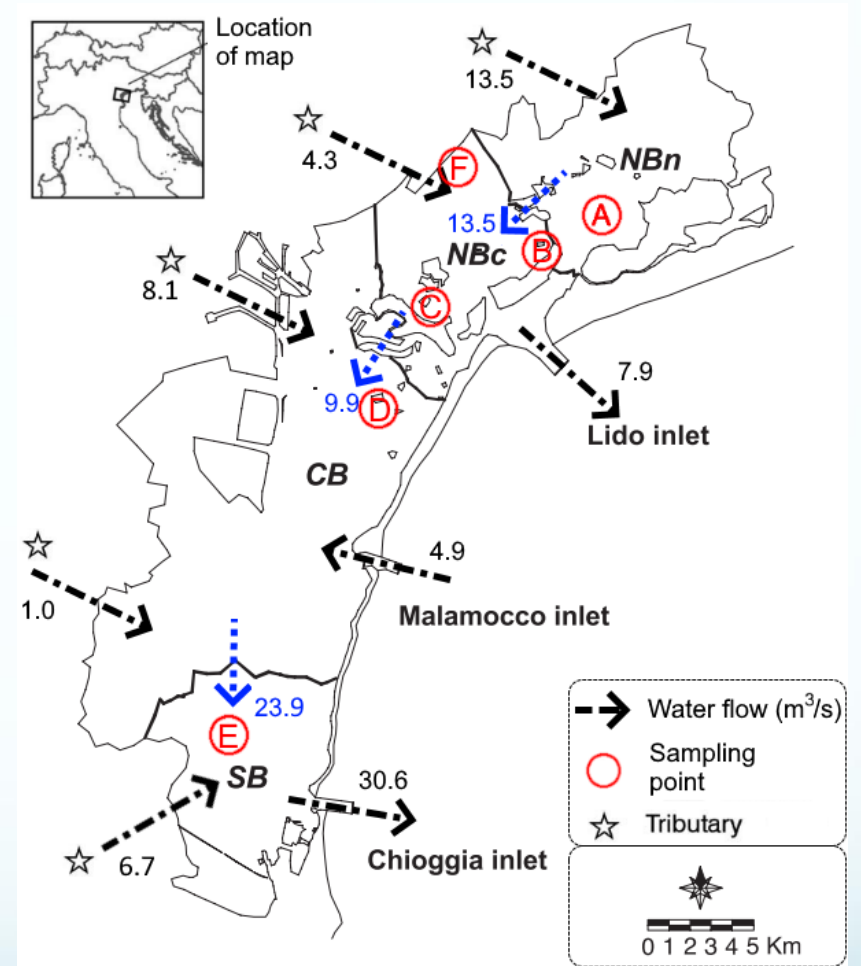 Location
of map
13.5
4.3
F
NBn
A
13.5
B
NBc
8.1
C
7.9
9.9
D
Lido inlet
CB
4.9
1.0
Malamocco inlet
23.9
E
SB
30.6
6.7
Chioggia inlet
Water flow (m³/s)
Sampling
point
Tributary
0 1 2 3 4 5 Km